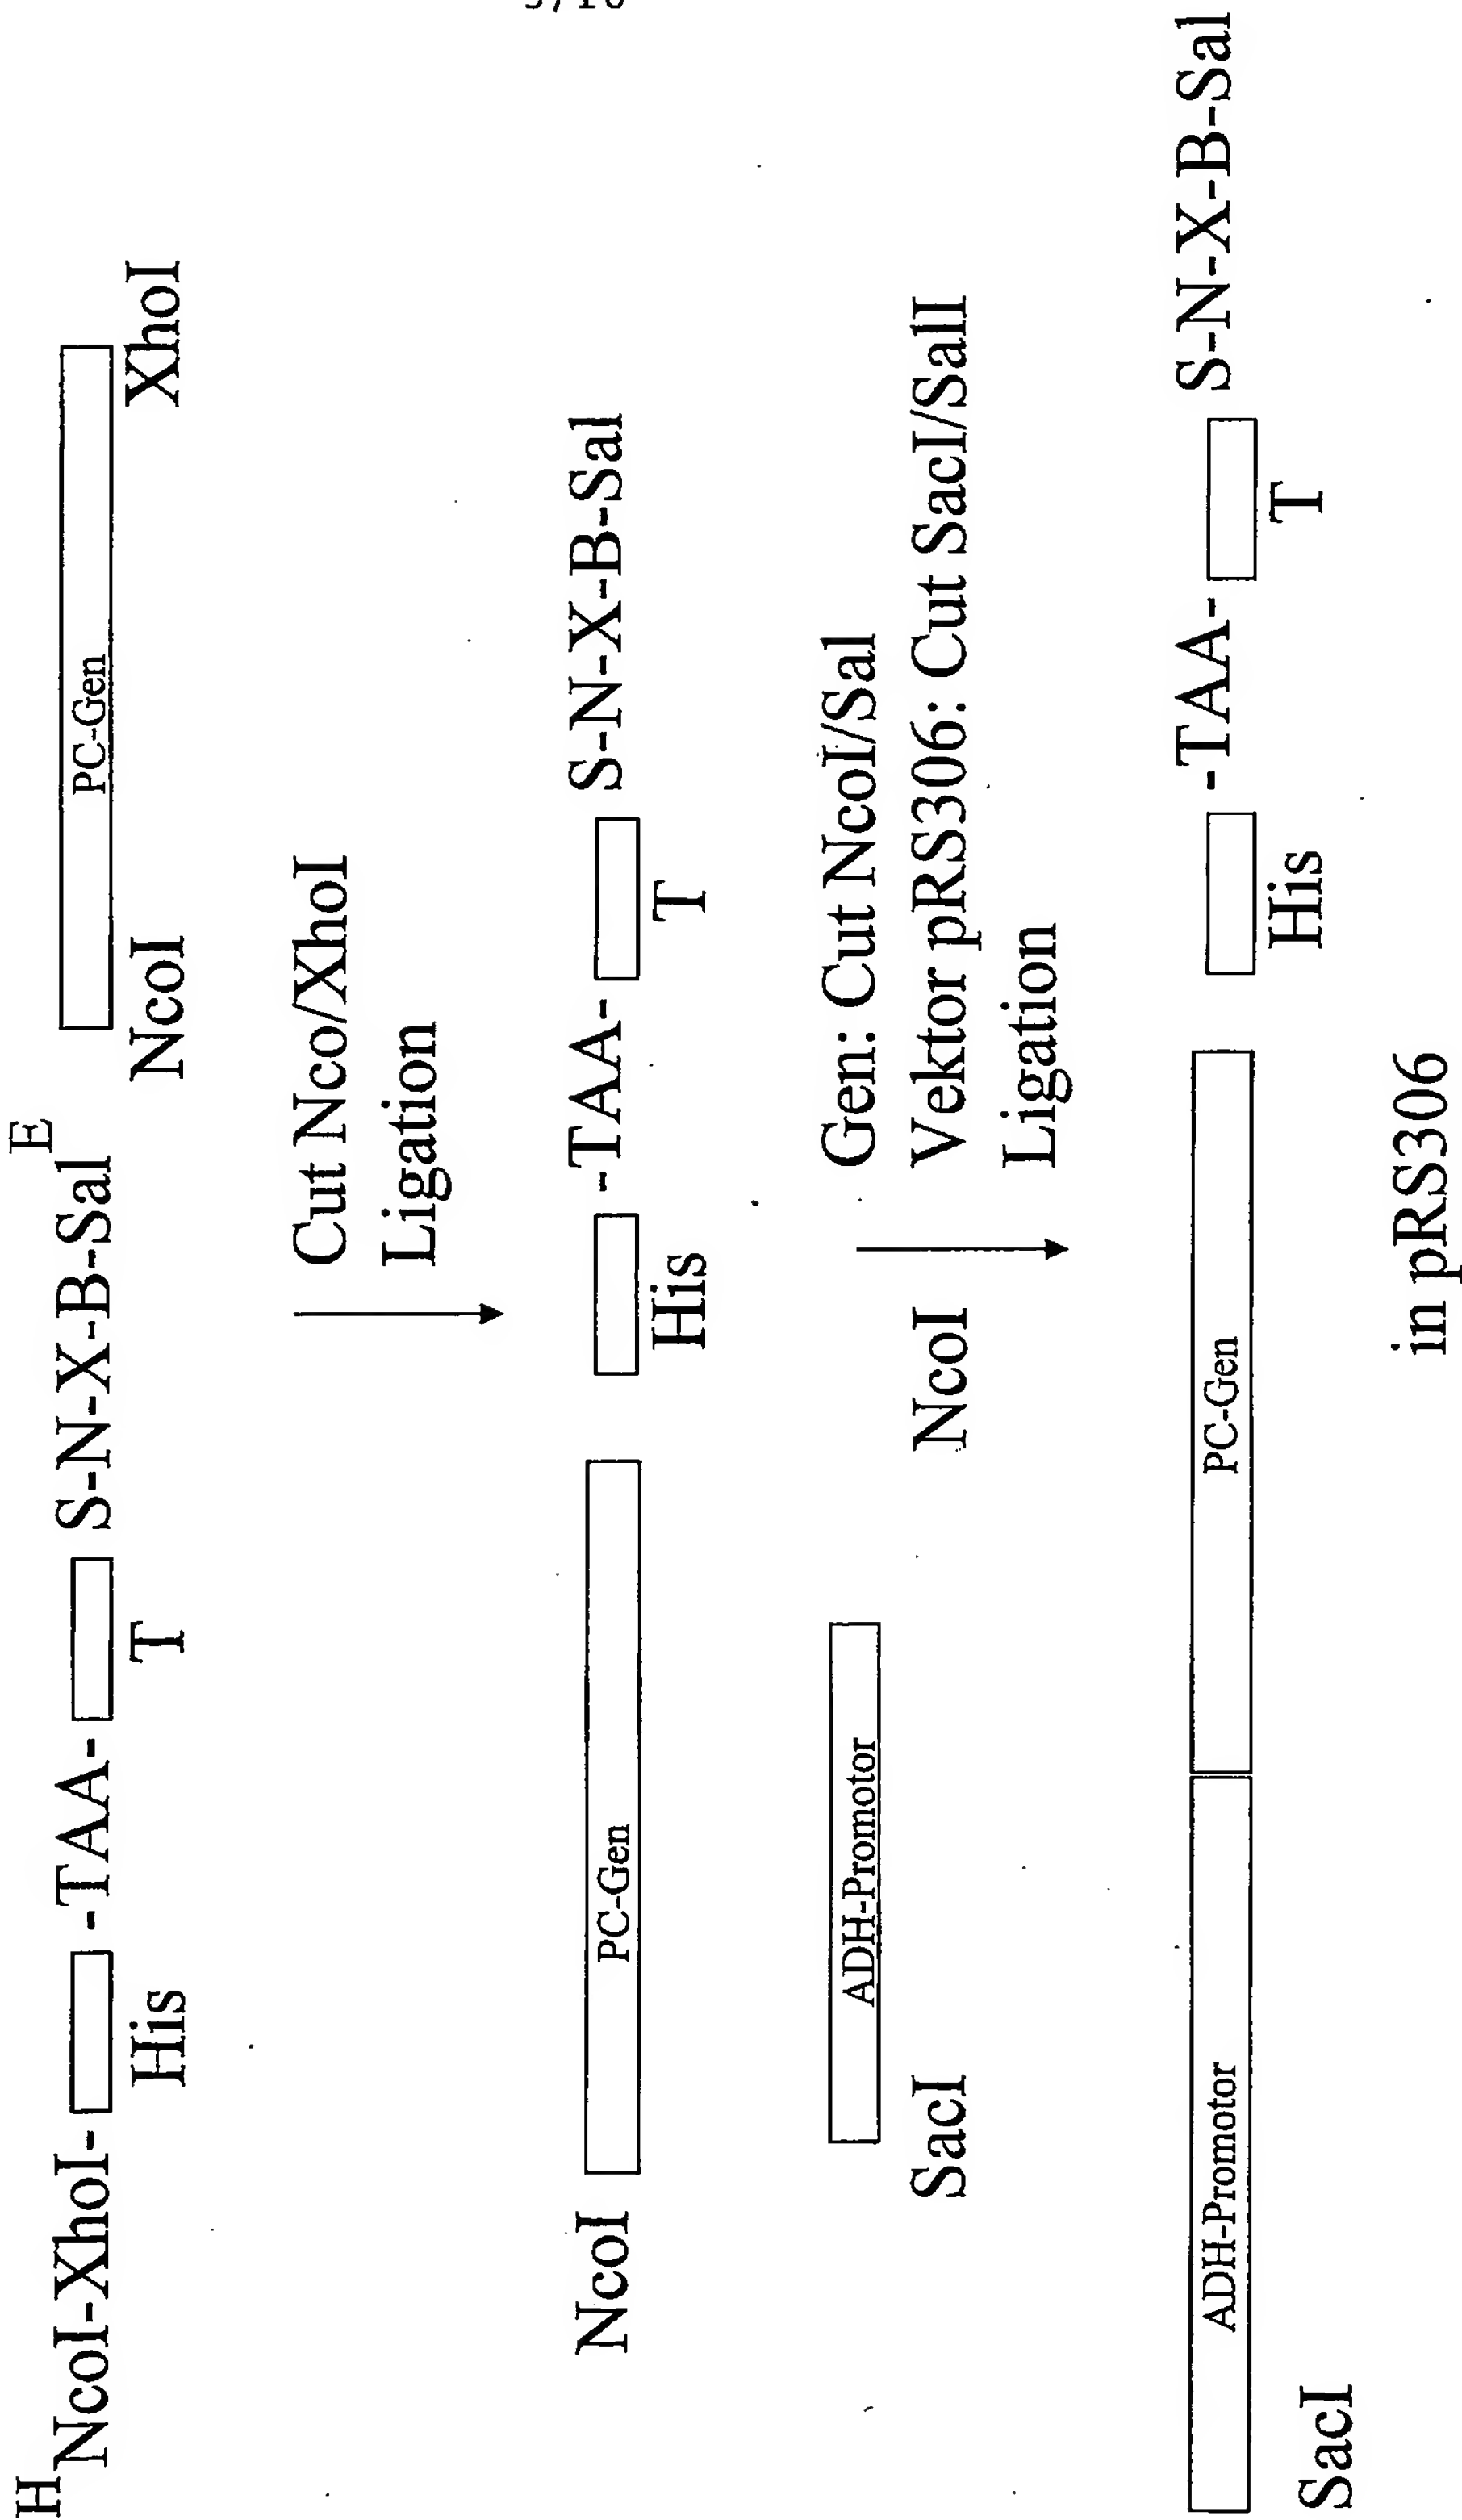 H NcoI-XhoI- -TAA- S-N-X-B-Sal E
His T
PC-Gen
NcoI XhoI
Cut Nco/XhoI
Ligation
NcoI PC-Gen -TAA- S-N-X-B-Sal
His T
ADH-Promotor
SacI NcoI
Gen: Cut NcoI/Sal
Vektor pRS306: Cut SacI/SalI
Ligation
ADH-Promotor PC-Gen -TAA- S-N-X-B-Sal
SacI His T
in pRS306